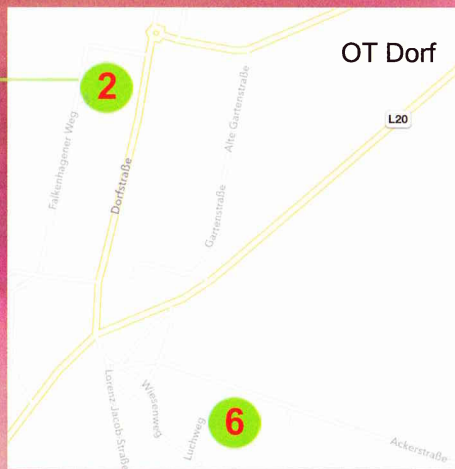 OT Dorf
2
L20
Falkenhagener Weg
Dorfstraße
Alte Gartenstraße
Gartenstraße
Lorenz-Jacob-Straße
Wiesenweg
Luchweg
6
Ackerstraße